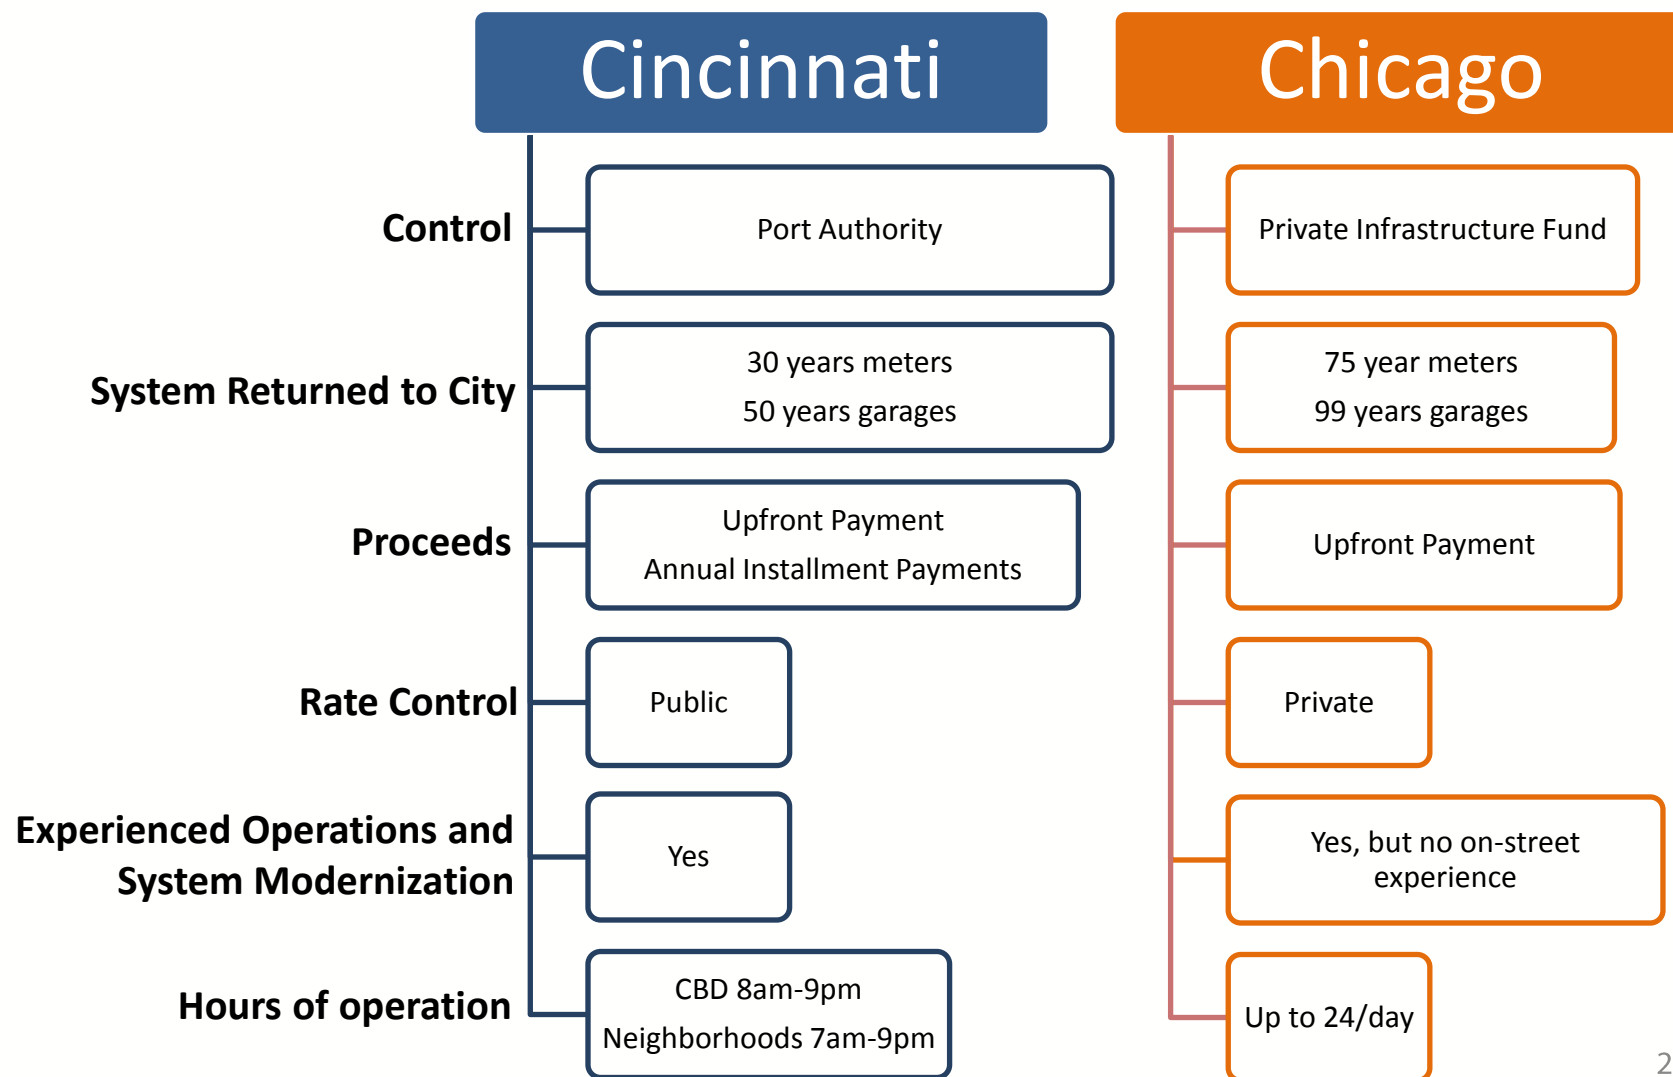 Cincinnati
Chicago
Control
Port Authority
Private Infrastructure Fund
System Returned to City
30 years meters
50 years garages
75 year meters
99 years garages
Proceeds
Upfront Payment
Annual Installment Payments
Upfront Payment
Rate Control
Public
Private
Experienced Operations and
System Modernization
Yes
Yes, but no on-street
experience
Hours of operation
CBD 8am-9pm
Neighborhoods 7am-9pm
Up to 24/day
2